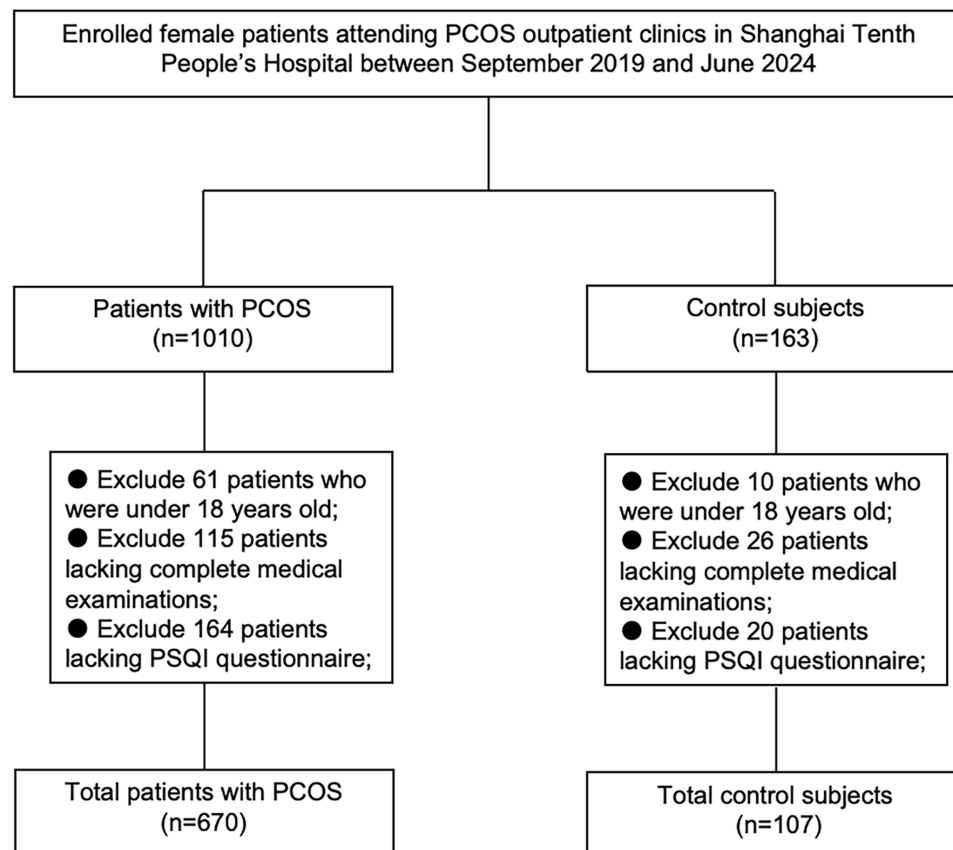 Enrolled female patients attending PCOS outpatient clinics in Shanghai Tenth
People's Hospital between September 2019 and June 2024
Patients with PCOS
(n=1010)
Control subjects
(n=163)
● Exclude 61 patients who
were under 18 years old;
● Exclude 115 patients
lacking complete medical
examinations;
● Exclude 164 patients
lacking PSQI questionnaire;
● Exclude 10 patients who
were under 18 years old;
● Exclude 26 patients
lacking complete medical
examinations;
● Exclude 20 patients
lacking PSQI questionnaire;
Total patients with PCOS
(n=670)
Total control subjects
(n=107)